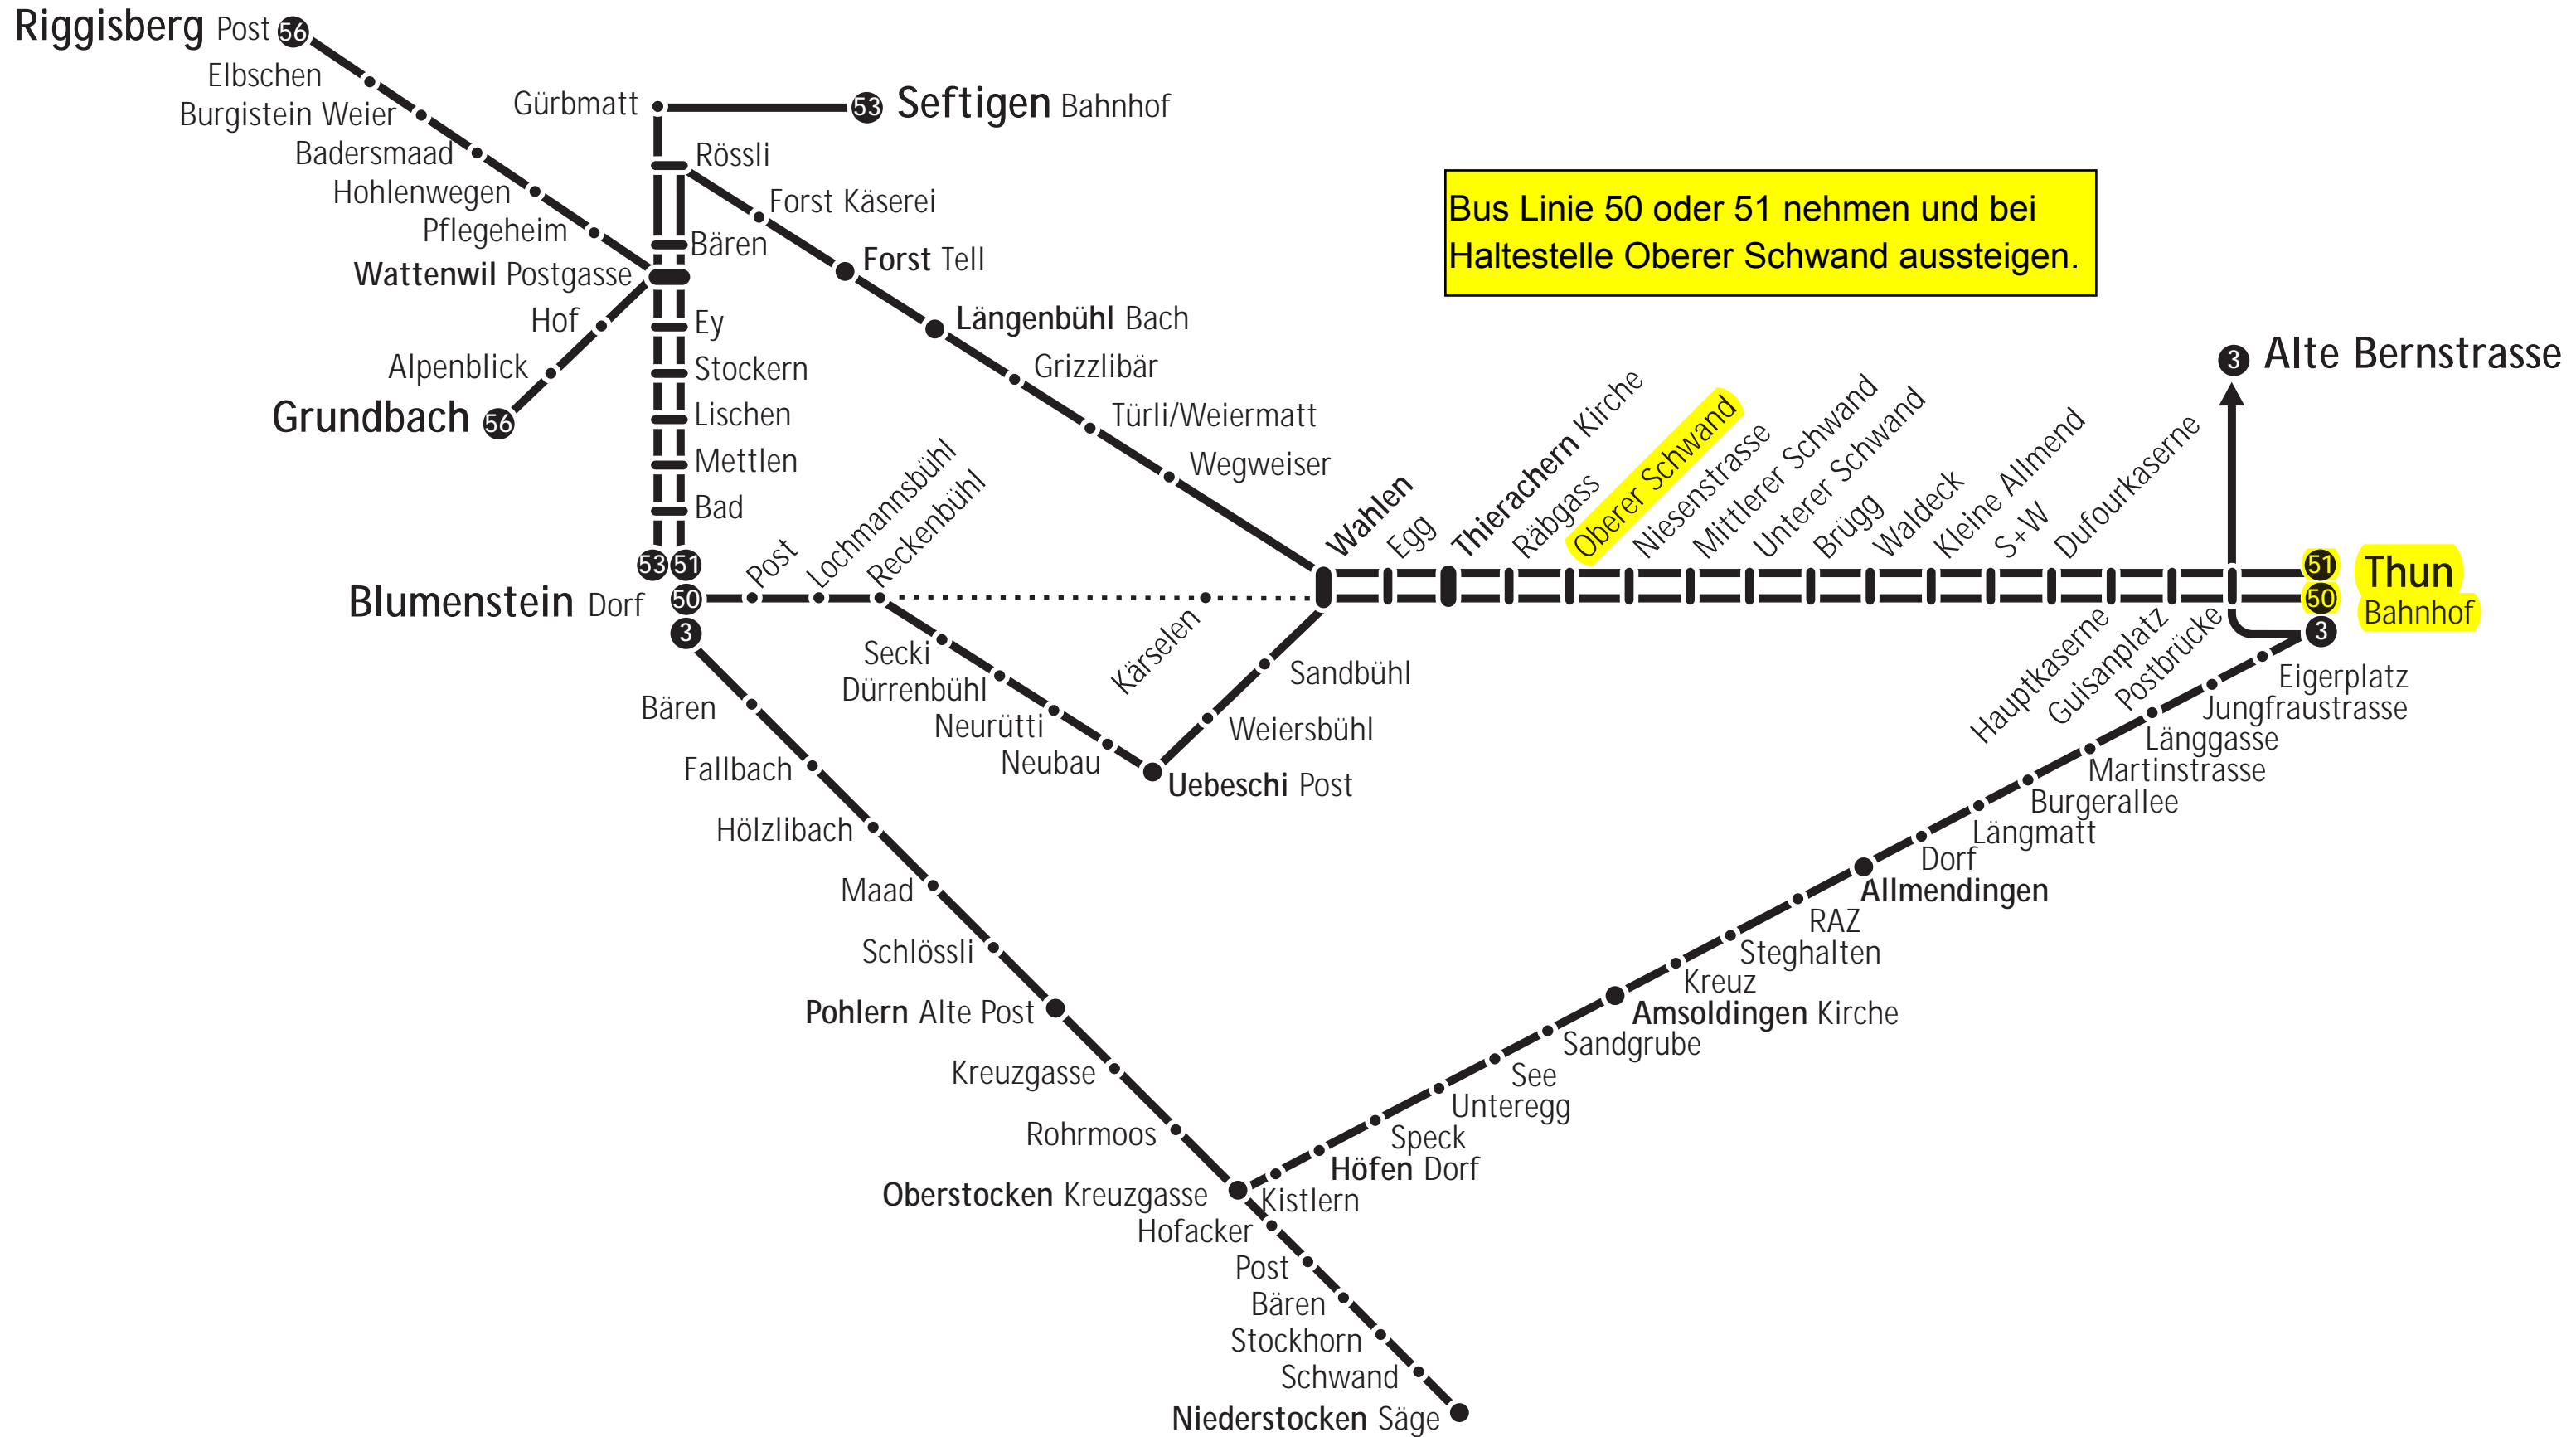 Riggisberg Post 56
Elbschen
Burgistein Weier
Badersmaad
Hohlenwegen
Pflegeheim
Wattenwil Postgasse
Hof
Alpenblick
Grundbach 56
Gürbmatt
53 Seftigen Bahnhof
Rössli
Bären
Ey
Stockern
Lischen
Mettlen
Bad
Forst Käserei
Forst Tell
Längenbühl Bach
Grizzlibär
Türli/Weiermatt
Wegweiser
Bus Linie 50 oder 51 nehmen und bei
Haltestelle Oberer Schwand aussteigen.
3 Alte Bernstrasse
53 51
Blumenstein Dorf 50
3
Post
Lochmannsbühl
Reckenbühl
Kärselen
Secki
Dürrenbühl
Neurütti
Neubau
Uebeschi Post
Weiersbühl
Sandbühl
Wahlen
Egg
Thierachern Kirche
Räbgass
Oberer Schwand
Niesenstrasse
Mittlerer Schwand
Unterer Schwand
Brügg
Waldeck
Kleine Allmend
S+W
Dufourkaserne
Hauptkaserne
Guisanplatz
Postbrücke
51 Thun
50 Bahnhof
3
Eigerplatz
Jungfraustrasse
Länggasse
Martinstrasse
Burgerallee
Längmatt
Dorf
Allmendingen
RAZ
Steghalten
Kreuz
Amsoldingen Kirche
Sandgrube
See
Unteregg
Speck
Höfen Dorf
Kistlern
Bären
Fallbach
Hölzlibach
Maad
Schlössli
Pohlern Alte Post
Kreuzgasse
Rohrmoos
Oberstocken Kreuzgasse
Hofacker
Post
Bären
Stockhorn
Schwand
Niederstocken Säge